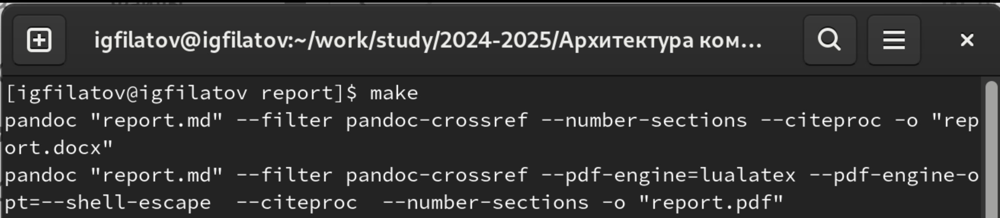 igfilatov@igfilatov:~/work/study/2024-2025/Архитектура ком...
[igfilatov@igfilatov report]$ make
pandoc "report.md" --filter pandoc-crossref --number-sections --citeproc -o "rep
ort.docx"
pandoc "report.md" --filter pandoc-crossref --pdf-engine=lualatex --pdf-engine-o
pt=--shell-escape  --citeproc  --number-sections -o "report.pdf"